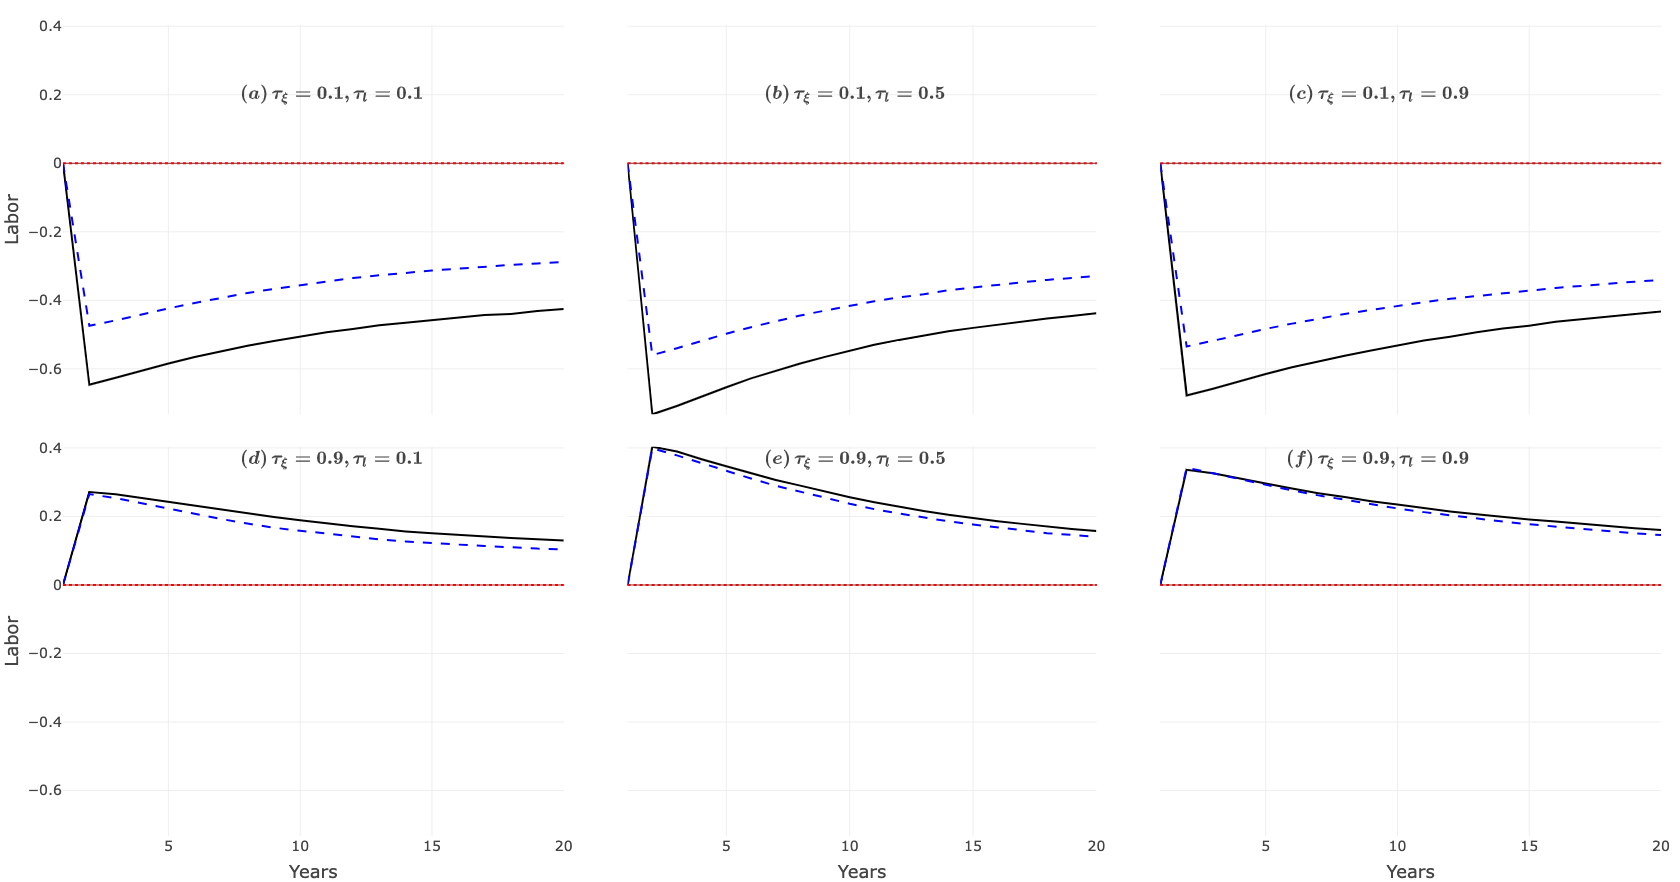 0.4
0.2
0
−0.2
−0.4
−0.6
Labor
(a) τξ = 0.1, τl = 0.1
(b) τξ = 0.1, τl = 0.5
(c) τξ = 0.1, τl = 0.9
0.4
0.2
0
−0.2
−0.4
−0.6
Labor
(d) τξ = 0.9, τl = 0.1
(e) τξ = 0.9, τl = 0.5
(f) τξ = 0.9, τl = 0.9
5 10 15 20
5 10 15 20
5 10 15 20
Years
Years
Years